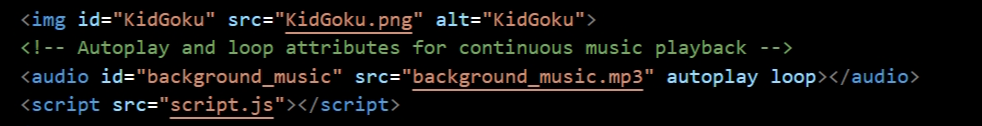 <img id="KidGoku" src="KidGoku.png" alt="KidGoku">
<!-- Autoplay and loop attributes for continuous music playback -->
<audio id="background_music" src="background_music.mp3" autoplay loop></audio>
<script src="script.js"></script>